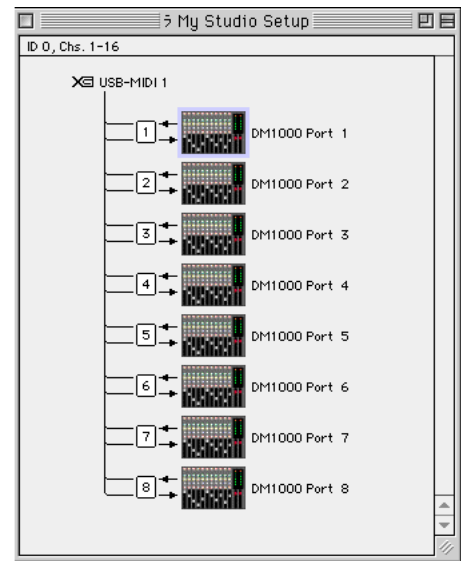 5 My Studio Setup
ID 0, Chs. 1-16
USB-MIDI 1
1 DM1000 Port 1
2 DM1000 Port 2
3 DM1000 Port 3
4 DM1000 Port 4
5 DM1000 Port 5
6 DM1000 Port 6
7 DM1000 Port 7
8 DM1000 Port 8